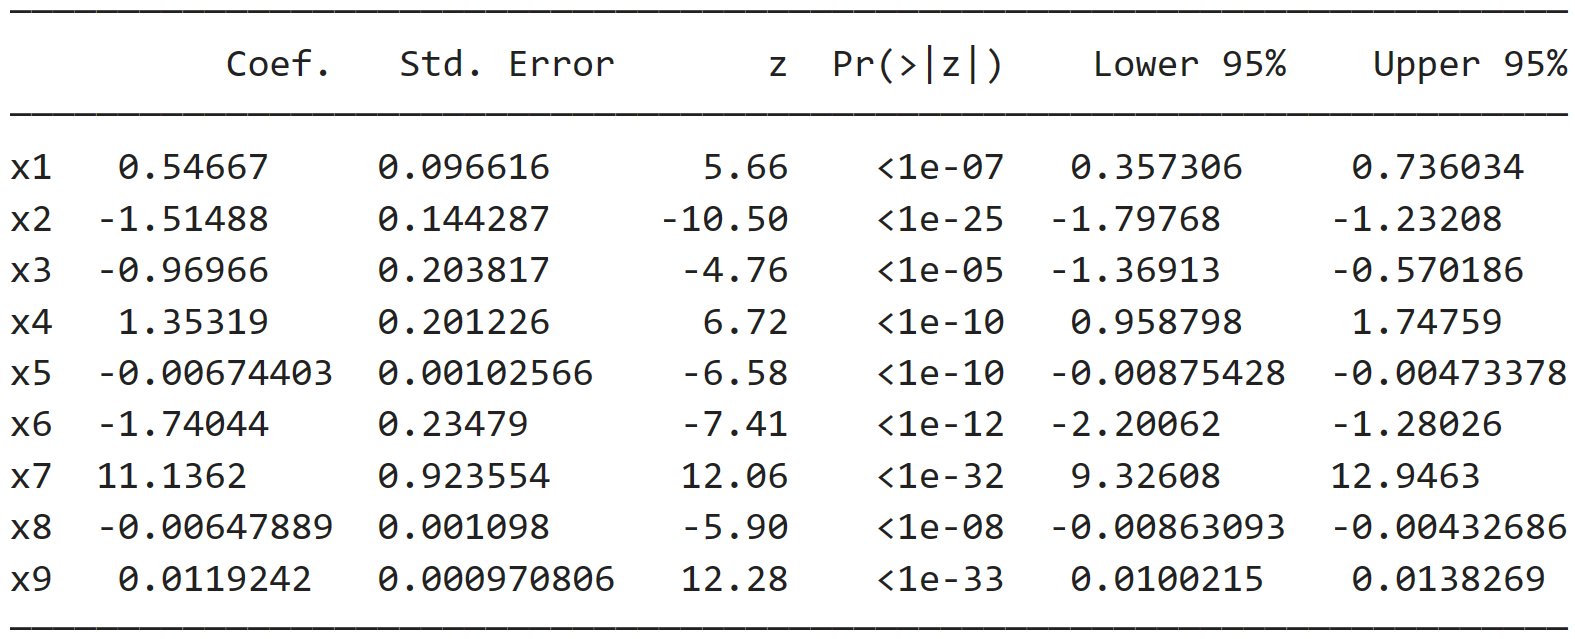 Coef. Std. Error z Pr(>|z|) Lower 95% Upper 95%
x1 0.54667 0.096616 5.66 <1e-07 0.357306 0.736034
x2 -1.51488 0.144287 -10.50 <1e-25 -1.79768 -1.23208
x3 -0.96966 0.203817 -4.76 <1e-05 -1.36913 -0.570186
x4 1.35319 0.201226 6.72 <1e-10 0.958798 1.74759
x5 -0.00674403 0.00102566 -6.58 <1e-10 -0.00875428 -0.00473378
x6 -1.74044 0.23479 -7.41 <1e-12 -2.20062 -1.28026
x7 11.1362 0.923554 12.06 <1e-32 9.32608 12.9463
x8 -0.00647889 0.001098 -5.90 <1e-08 -0.00863093 -0.00432686
x9 0.0119242 0.000970806 12.28 <1e-33 0.0100215 0.0138269